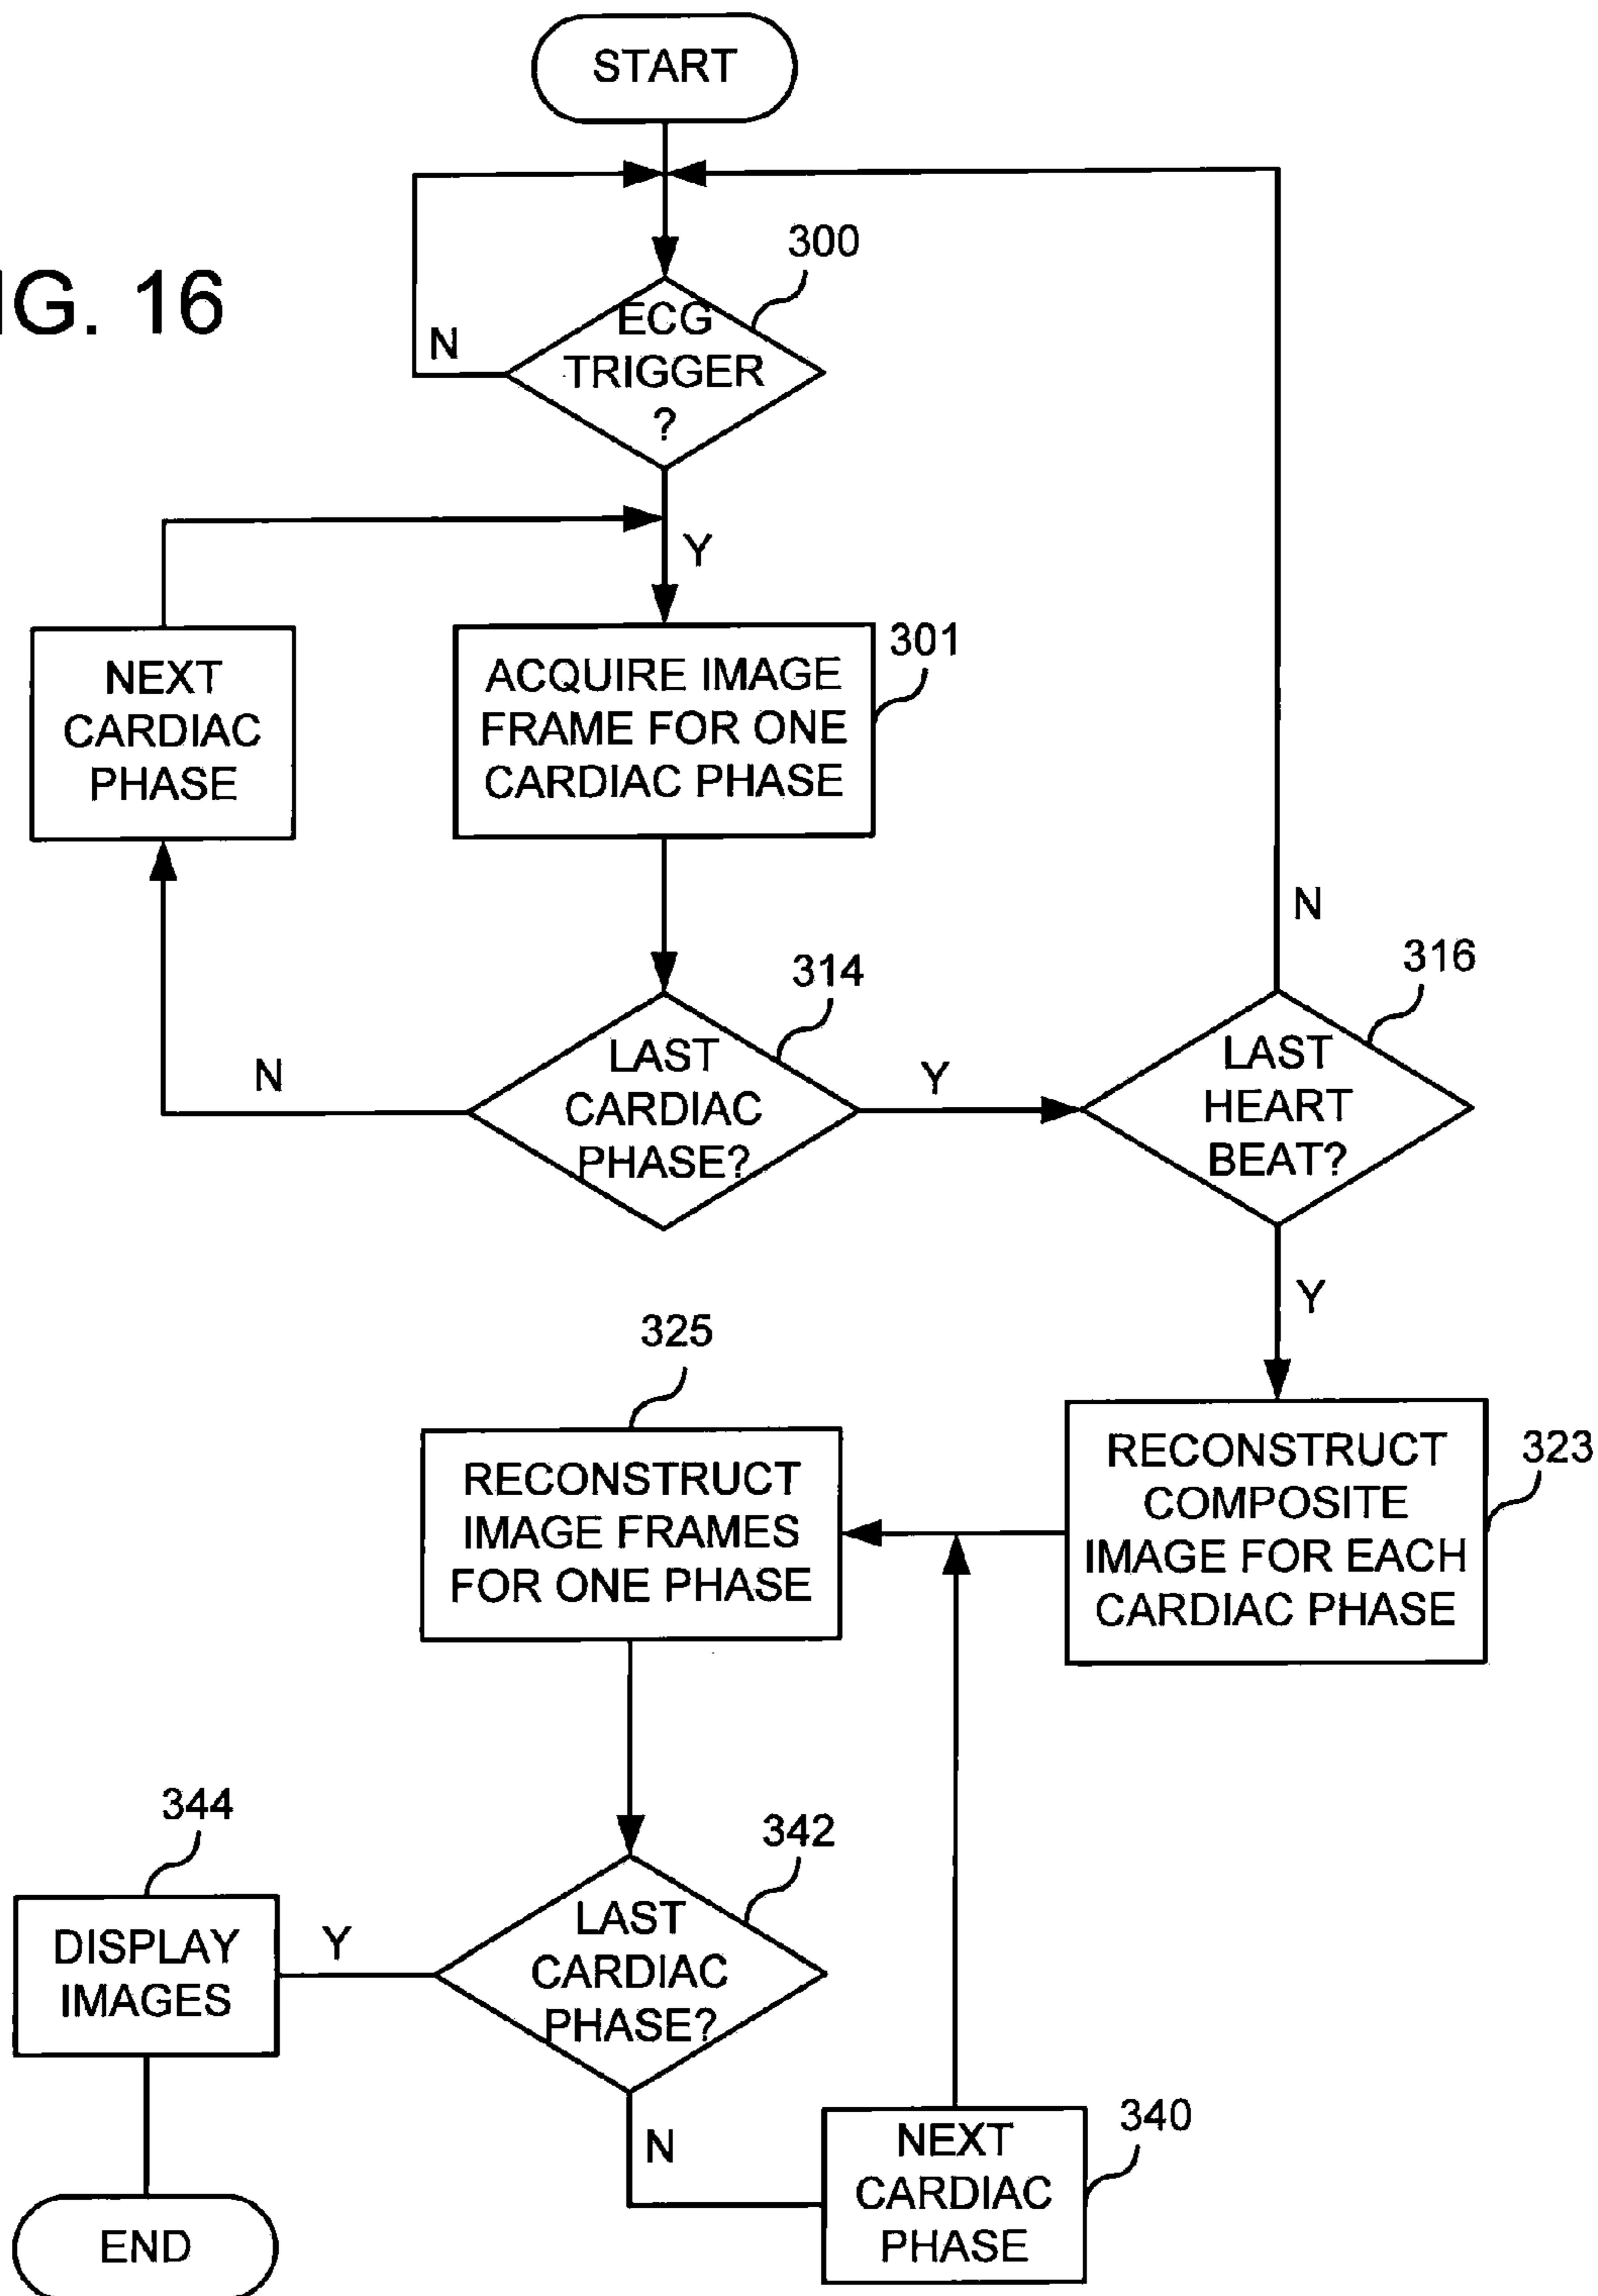 START
300
IG. 16
ECG
TRIGGER
?
N
Y
NEXT
CARDIAC
PHASE
301
ACQUIRE IMAGE
FRAME FOR ONE
CARDIAC PHASE
N
314
LAST
CARDIAC
PHASE?
Y
N
316
LAST
HEART
BEAT?
Y
325
RECONSTRUCT
IMAGE FRAMES
FOR ONE PHASE
RECONSTRUCT
COMPOSITE
IMAGE FOR EACH
CARDIAC PHASE
323
344
DISPLAY
IMAGES
Y
342
LAST
CARDIAC
PHASE?
N
340
NEXT
CARDIAC
PHASE
END